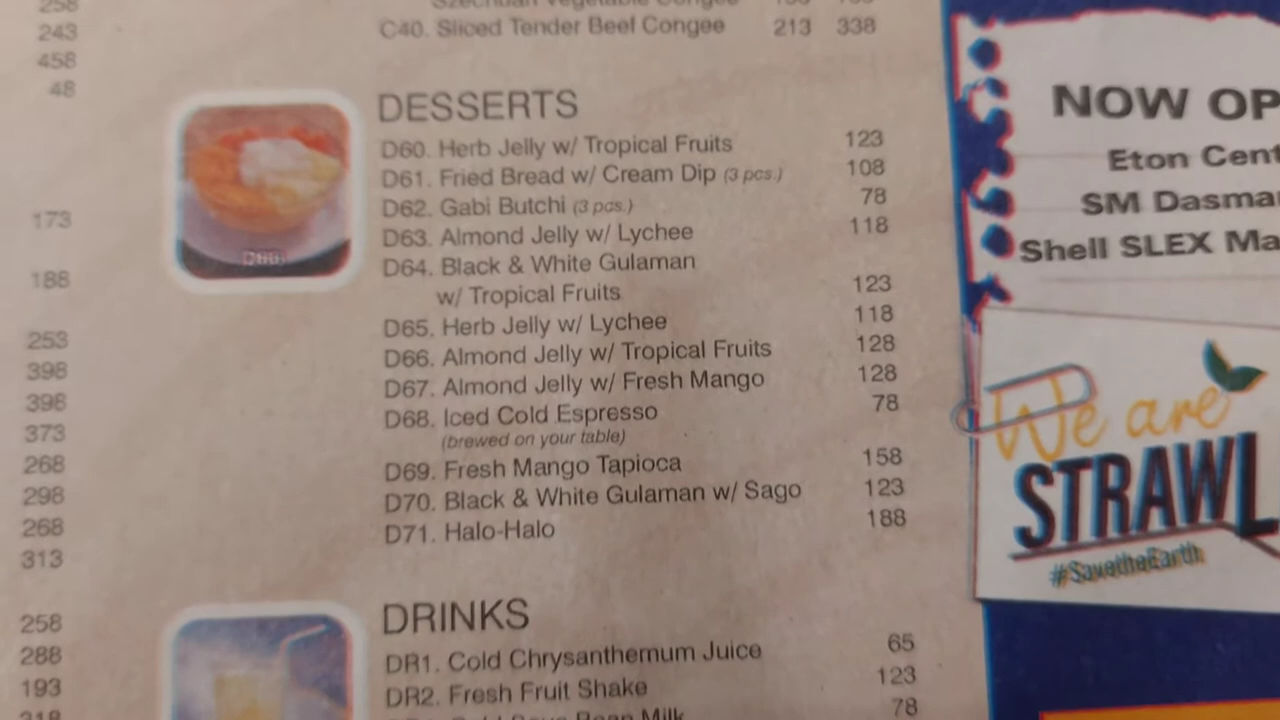 258
243
458
48
173
188
253
398
398
373
268
298
268
313
258
288
193
C40. Sliced Tender Beef Congee 213 338
DESSERTS
D60. Herb Jelly w/ Tropical Fruits 123
D61. Fried Bread w/ Cream Dip (3 pcs.) 108
D62. Gabi Butchi (3 pcs.) 78
D63. Almond Jelly w/ Lychee 118
D64. Black & White Gulaman
w/ Tropical Fruits 123
D65. Herb Jelly w/ Lychee 118
D66. Almond Jelly w/ Tropical Fruits 128
D67. Almond Jelly w/ Fresh Mango 128
D68. Iced Cold Espresso 78
(brewed on your table)
D69. Fresh Mango Tapioca 158
D70. Black & White Gulaman w/ Sago 123
D71. Halo-Halo 188
DRINKS
DR1. Cold Chrysanthemum Juice 65
DR2. Fresh Fruit Shake 123
Bean Milk 78
NOW OP
Eton Cent
SM Dasma
Shell SLEX Ma
We are
STRAWL
#SavetheEarth